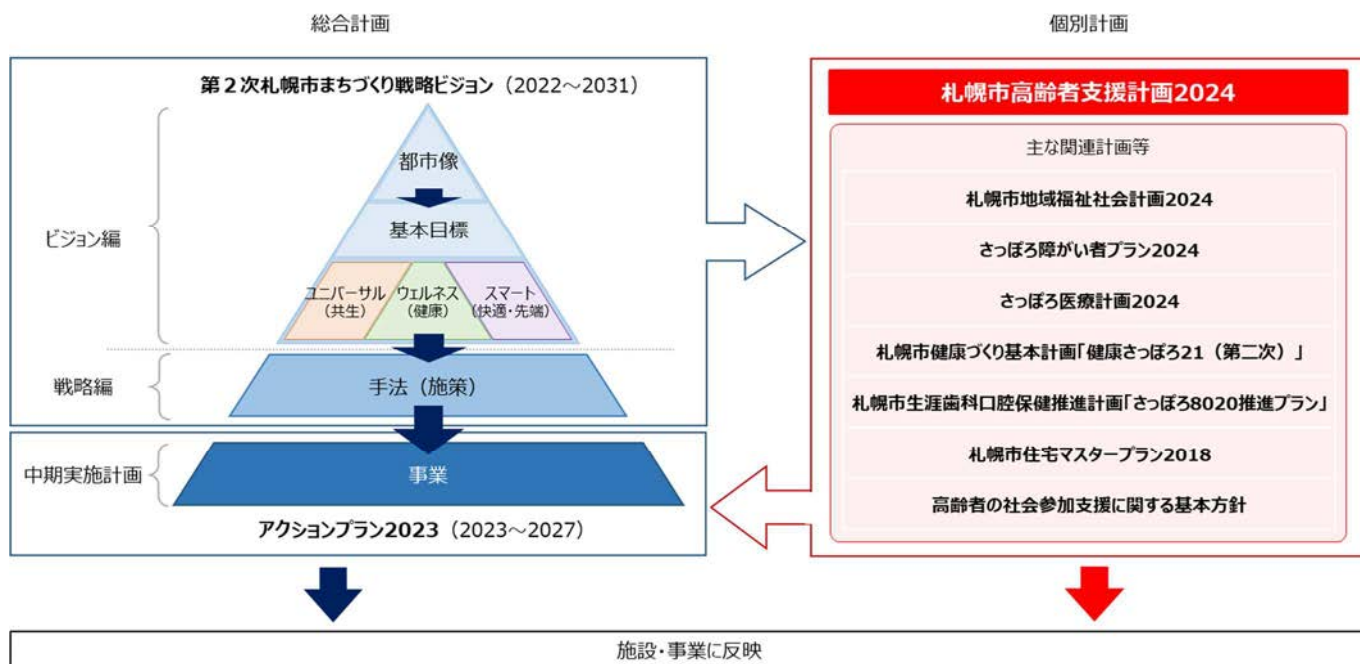 総合計画
第2次札幌市まちづくり戦略ビジョン（2022～2031）
ビジョン編
都市像
基本目標
ユニバーサル
（共生）
ウェルネス
（健康）
スマート
（快適・先端）
戦略編
手法（施策）
中期実施計画
事業
アクションプラン2023（2023～2027）
個別計画
札幌市高齢者支援計画2024
主な関連計画等
札幌市地域福祉社会計画2024
さっぽろ障がい者プラン2024
さっぽろ医療計画2024
札幌市健康づくり基本計画「健康さっぽろ21（第二次）」
札幌市生涯歯科口腔保健推進計画「さっぽろ8020推進プラン」
札幌市住宅マスタープラン2018
高齢者の社会参加支援に関する基本方針
施設・事業に反映